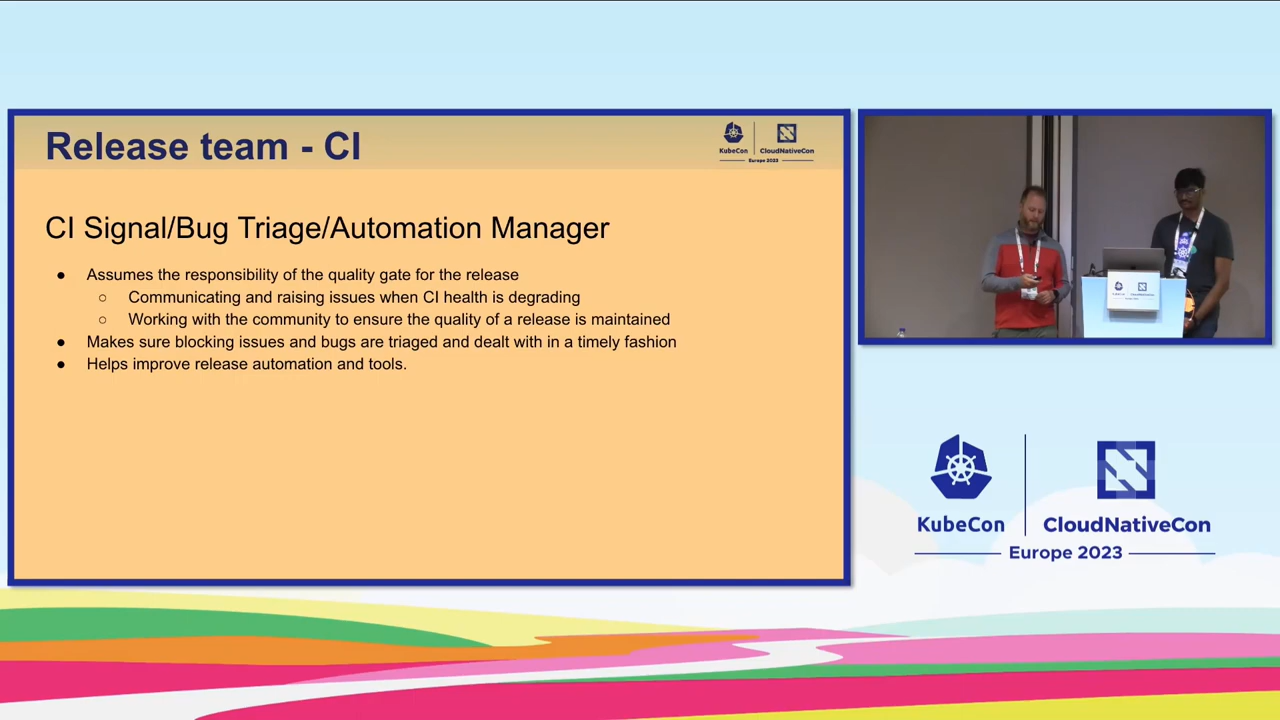 Release team - CI
KubeCon
CloudNativeCon
Europe 2023
CI Signal/Bug Triage/Automation Manager
● Assumes the responsibility of the quality gate for the release
○ Communicating and raising issues when CI health is degrading
○ Working with the community to ensure the quality of a release is maintained
● Makes sure blocking issues and bugs are triaged and dealt with in a timely fashion
● Helps improve release automation and tools.
KubeCon
CloudNativeCon
Europe 2023